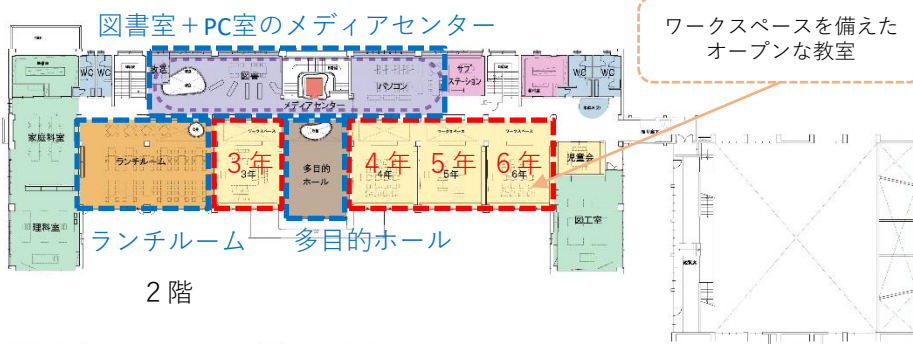 図書室+PC室のメディアセンター
ワークスペースを備えた
オープンな教室
WC
WC
図書
パソコン
サブ
ステーション
WC
WC
メディアセンター
家庭科室
ランチルーム
ワークスペース
3年
3年
多目的
ホール
ワークスペース
4年
4年
ワークスペース
5年
5年
ワークスペース
6年
6年
児童会
理科室
図工室
ランチルーム
多目的ホール
2階